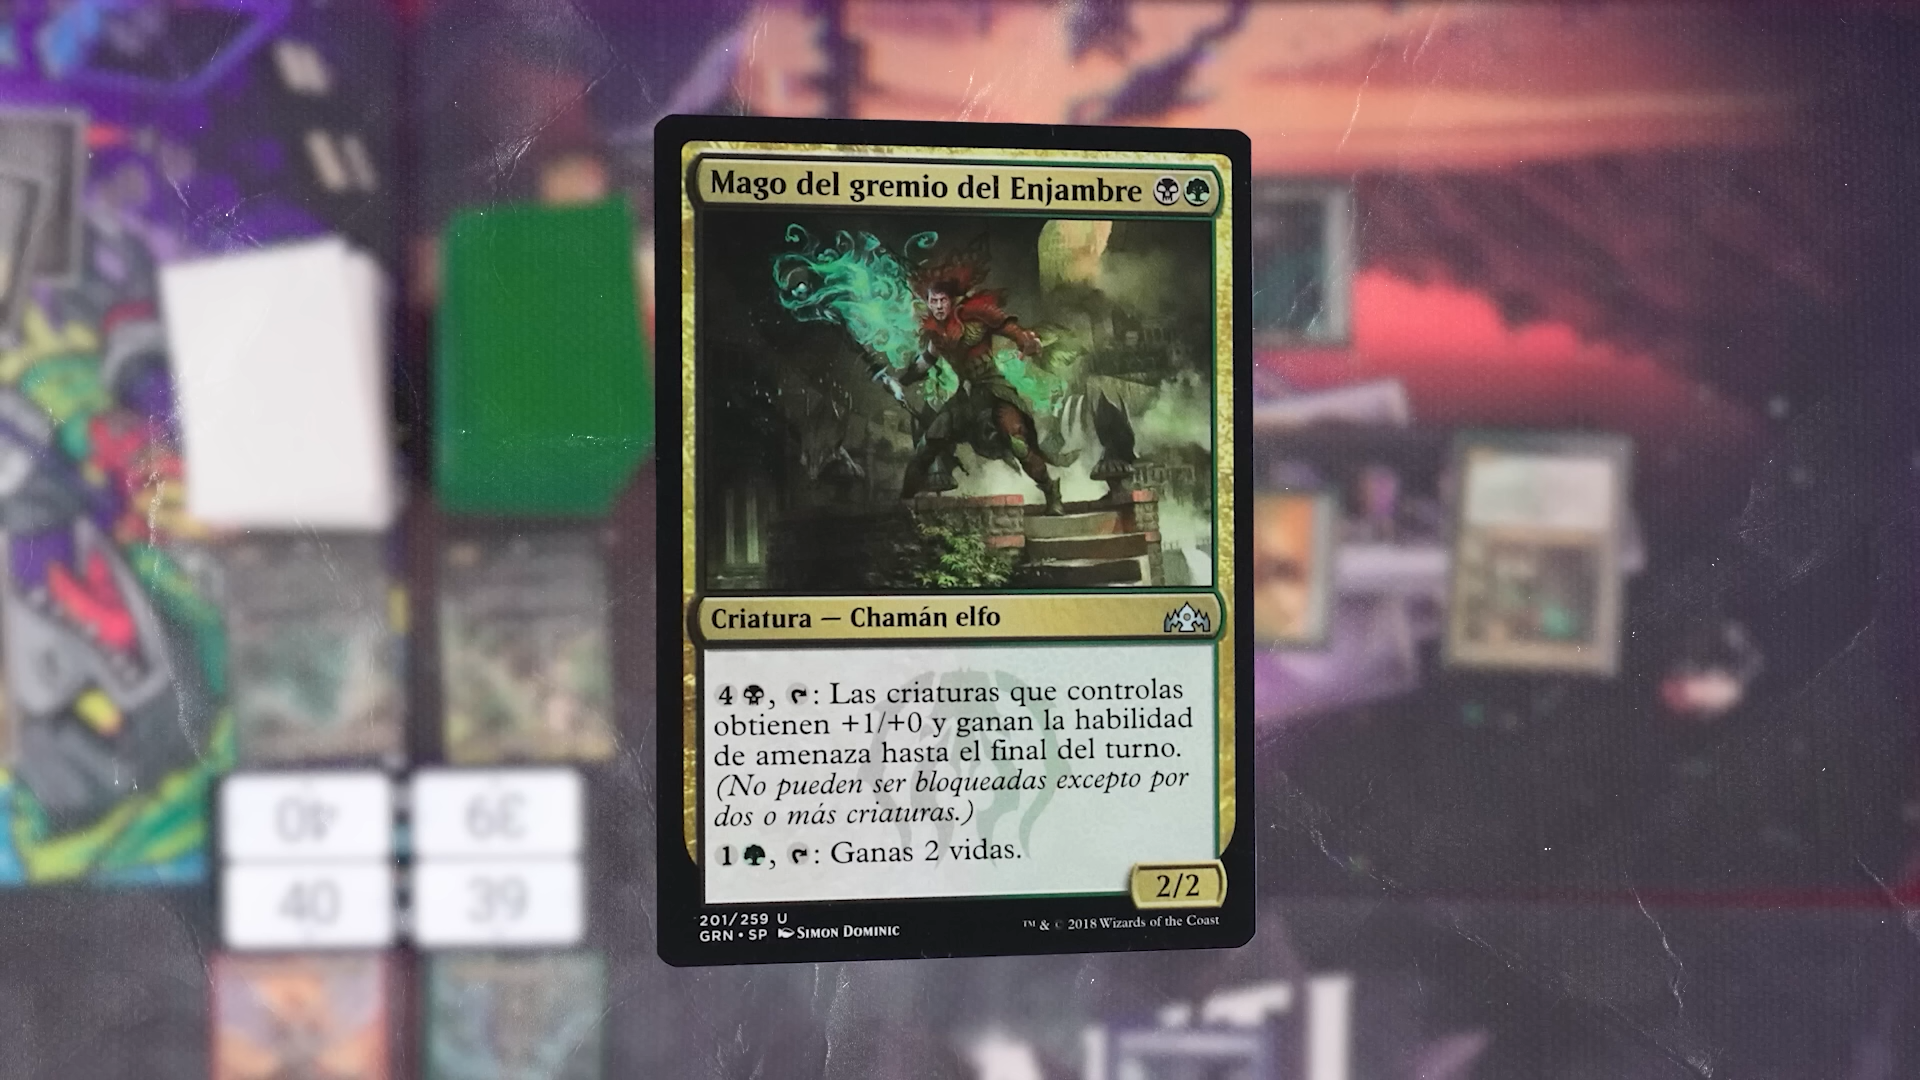 Mago del gremio del Enjambre
Criatura — Chamán elfo
4 , : Las criaturas que controlas
obtienen +1/+0 y ganan la habilidad
de amenaza hasta el final del turno.
(No pueden ser bloqueadas excepto por
dos o más criaturas.)
1 , : Ganas 2 vidas.
2/2
201/259 U
GRN • SP SIMON DOMINIC
™ & © 2018 Wizards of the Coast
40 39
40 39